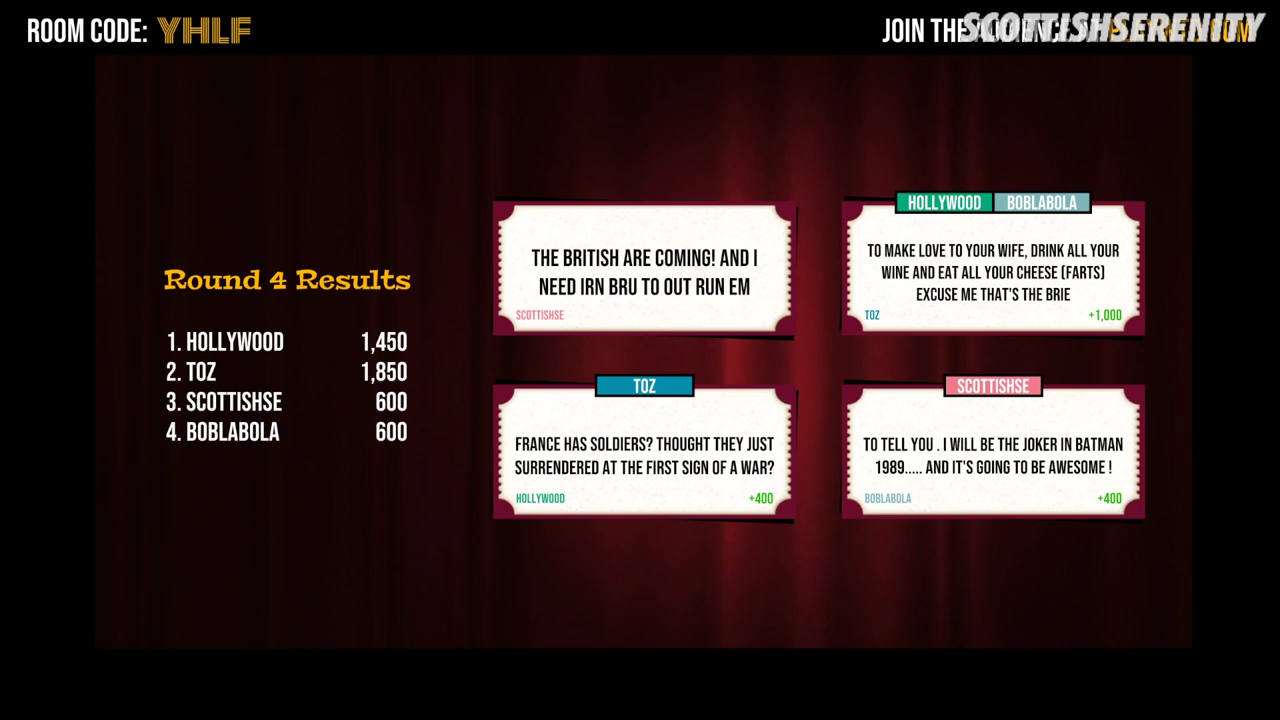 ROOM CODE: YHLF
JOIN THE
SCOTTISHSERENITY
Round 4 Results
1. HOLLYWOOD 1,450
2. TOZ 1,850
3. SCOTTISHSE 600
4. BOBLABOLA 600
THE BRITISH ARE COMING! AND I
NEED IRN BRU TO OUT RUN EM
SCOTTISHSE
HOLLYWOOD BOBLABOLA
TO MAKE LOVE TO YOUR WIFE, DRINK ALL YOUR
WINE AND EAT ALL YOUR CHEESE (FARTS)
EXCUSE ME THAT'S THE BRIE
TOZ +1,000
TOZ
FRANCE HAS SOLDIERS? THOUGHT THEY JUST
SURRENDERED AT THE FIRST SIGN OF A WAR?
HOLLYWOOD +400
SCOTTISHSE
TO TELL YOU . I WILL BE THE JOKER IN BATMAN
1989..... AND IT'S GOING TO BE AWESOME !
BOBLABOLA +400